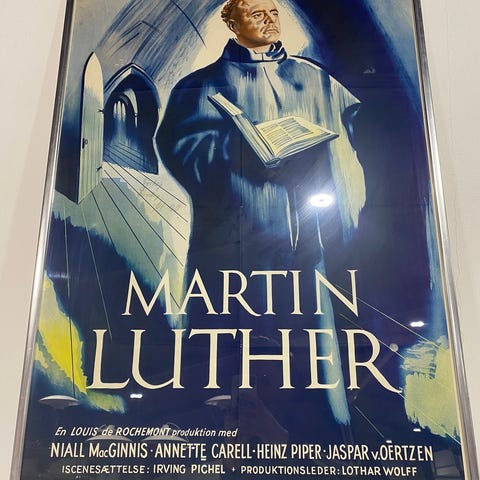 MARTIN
LUTHER
En LOUIS de ROCHEMONT produktion med
NIALL MacGINNIS · ANNETTE CARELL · HEINZ PIPER · JASPAR v. OERTZEN
ISCENESÆTTELSE : IRVING PICHEL + PRODUKTIONSLEDER : LOTHAR WOLFF